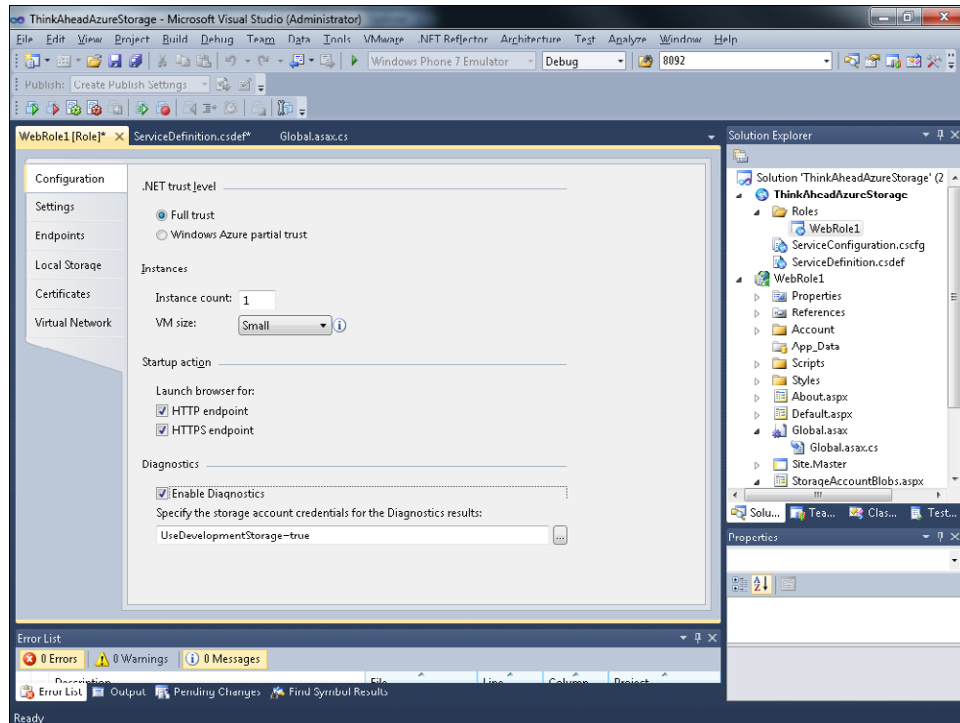 ThinkAheadAzureStorage - Microsoft Visual Studio (Administrator)
File Edit View Project Build Debug Team Data Tools VMware .NET Reflector Architecture Test Analyze Window Help
Windows Phone 7 Emulator Debug 8092
Publish: Create Publish Settings
WebRole1 [Role]* ServiceDefinition.csdef* Global.asax.cs
Configuration
Settings
Endpoints
Local Storage
Certificates
Virtual Network
.NET trust level
Full trust
Windows Azure partial trust
Instances
Instance count: 1
VM size: Small
Startup action
Launch browser for:
HTTP endpoint
HTTPS endpoint
Diagnostics
Enable Diagnostics
Specify the storage account credentials for the Diagnostics results:
UseDevelopmentStorage=true
...
Solution Explorer
Solution 'ThinkAheadAzureStorage' (2
ThinkAheadAzureStorage
Roles
WebRole1
ServiceConfiguration.cscfg
ServiceDefinition.csdef
WebRole1
Properties
References
Account
App_Data
Scripts
Styles
About.aspx
Default.aspx
Global.asax
Global.asax.cs
Site.Master
StorageAccountBlobs.aspx
Solu... Tea... Clas... Test...
Properties
Error List
0 Errors 0 Warnings 0 Messages
Description File Line Column Project
Error List Output Pending Changes Find Symbol Results
Ready